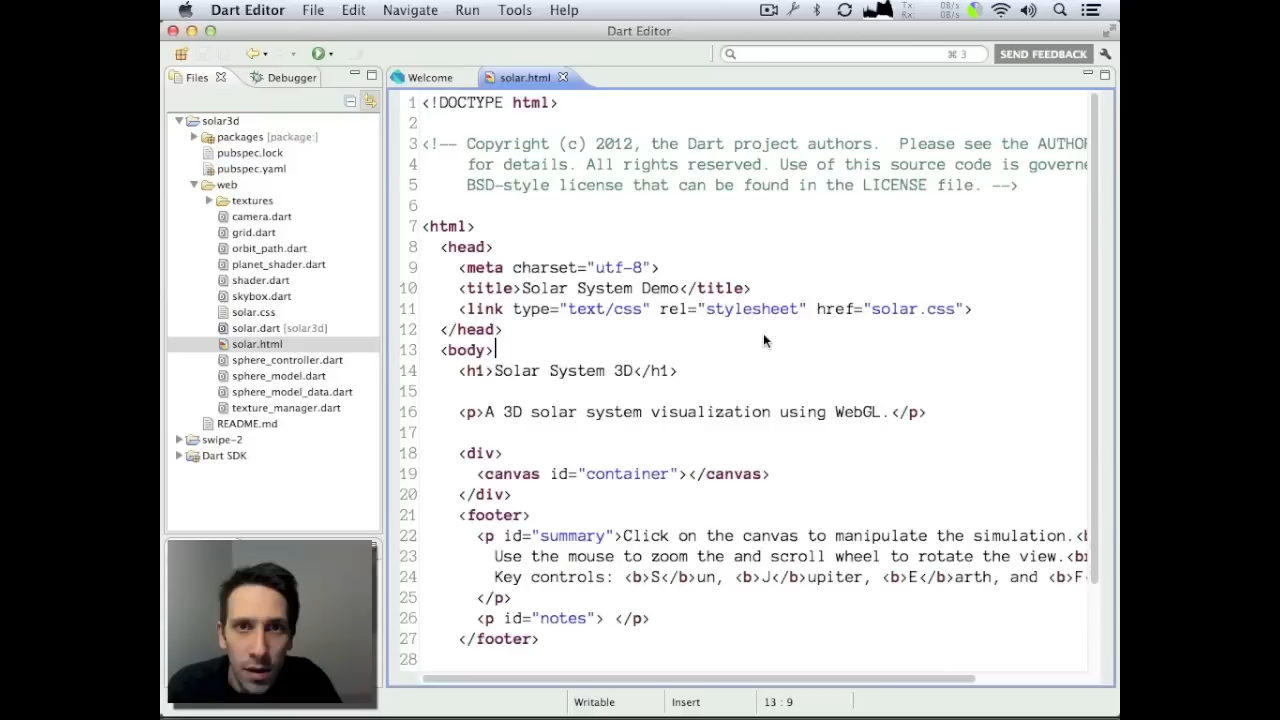 Dart Editor File Edit Navigate Run Tools Help Tx: 0B/s
Rx: 0B/s
Dart Editor
⌘ 3 SEND FEEDBACK
Files Debugger Welcome solar.html
solar3d
packages [package:]
pubspec.lock
pubspec.yaml
web
textures
camera.dart
grid.dart
orbit_path.dart
planet_shader.dart
shader.dart
skybox.dart
solar.css
solar.dart [solar3d]
solar.html
sphere_controller.dart
sphere_model.dart
sphere_model_data.dart
texture_manager.dart
README.md
swipe-2
Dart SDK
1 <!DOCTYPE html>
2
3 <!-- Copyright (c) 2012, the Dart project authors.  Please see the AUTHOR
4 for details. All rights reserved. Use of this source code is governe
5 BSD-style license that can be found in the LICENSE file. -->
6
7 <html>
8 <head>
9 <meta charset="utf-8">
10 <title>Solar System Demo</title>
11 <link type="text/css" rel="stylesheet" href="solar.css">
12 </head>
13 <body>
14 <h1>Solar System 3D</h1>
15
16 <p>A 3D solar system visualization using WebGL.</p>
17
18 <div>
19 <canvas id="container"></canvas>
20 </div>
21 <footer>
22 <p id="summary">Click on the canvas to manipulate the simulation.<b
23 Use the mouse to zoom the and scroll wheel to rotate the view.<b
24 Key controls: <b>S</b>un, <b>J</b>upiter, <b>E</b>arth, and <b>F
25 </p>
26 <p id="notes"> </p>
27 </footer>
28
Writable Insert 13 : 9